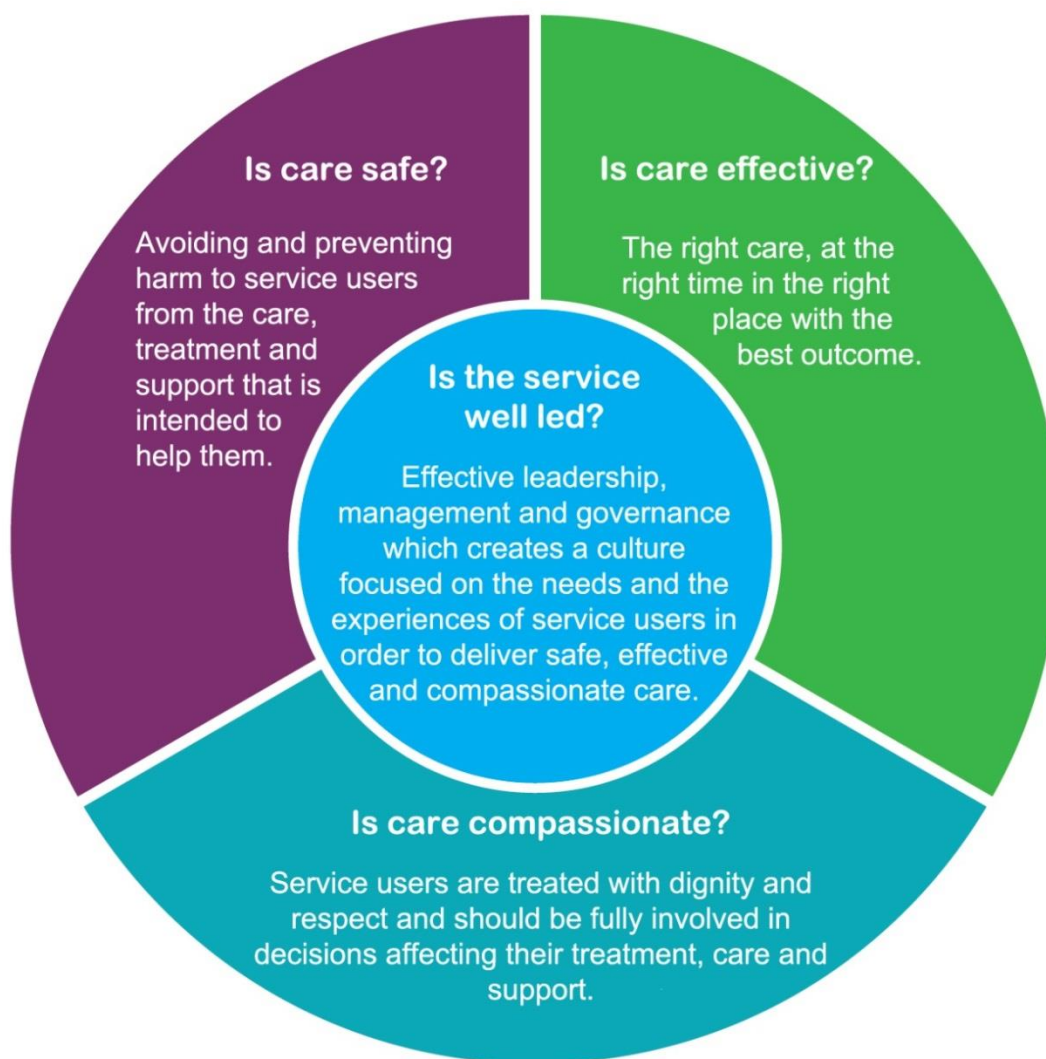 Is care safe?
Avoiding and preventing
harm to service users
from the care,
treatment and
support that is
intended to
help them.
Is care effective?
The right care, at the
right time in the right
place with the
best outcome.
Is the service
well led?
Effective leadership,
management and governance
which creates a culture
focused on the needs and the
experiences of service users in
order to deliver safe, effective
and compassionate care.
Is care compassionate?
Service users are treated with dignity and
respect and should be fully involved in
decisions affecting their treatment, care and
support.